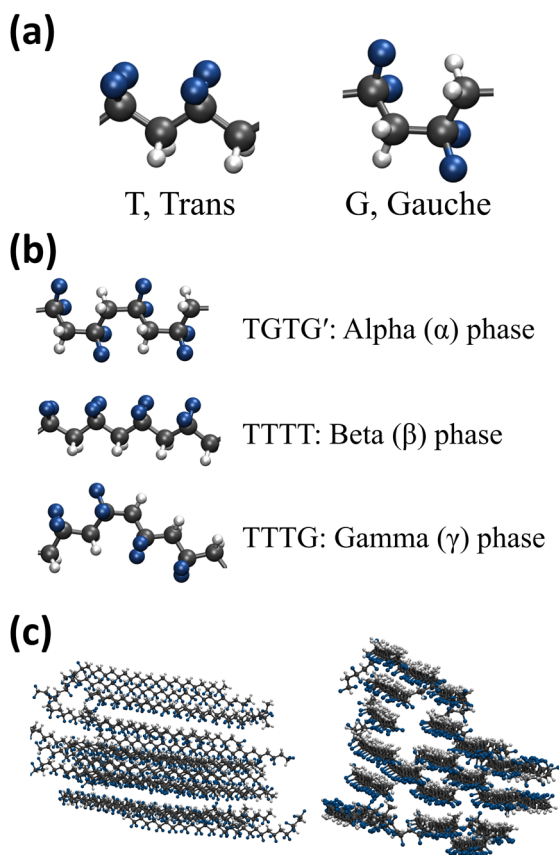 (a)
T, Trans
G, Gauche
(b)
TGTG′: Alpha (α) phase
TTTT: Beta (β) phase
TTTG: Gamma (γ) phase
(c)